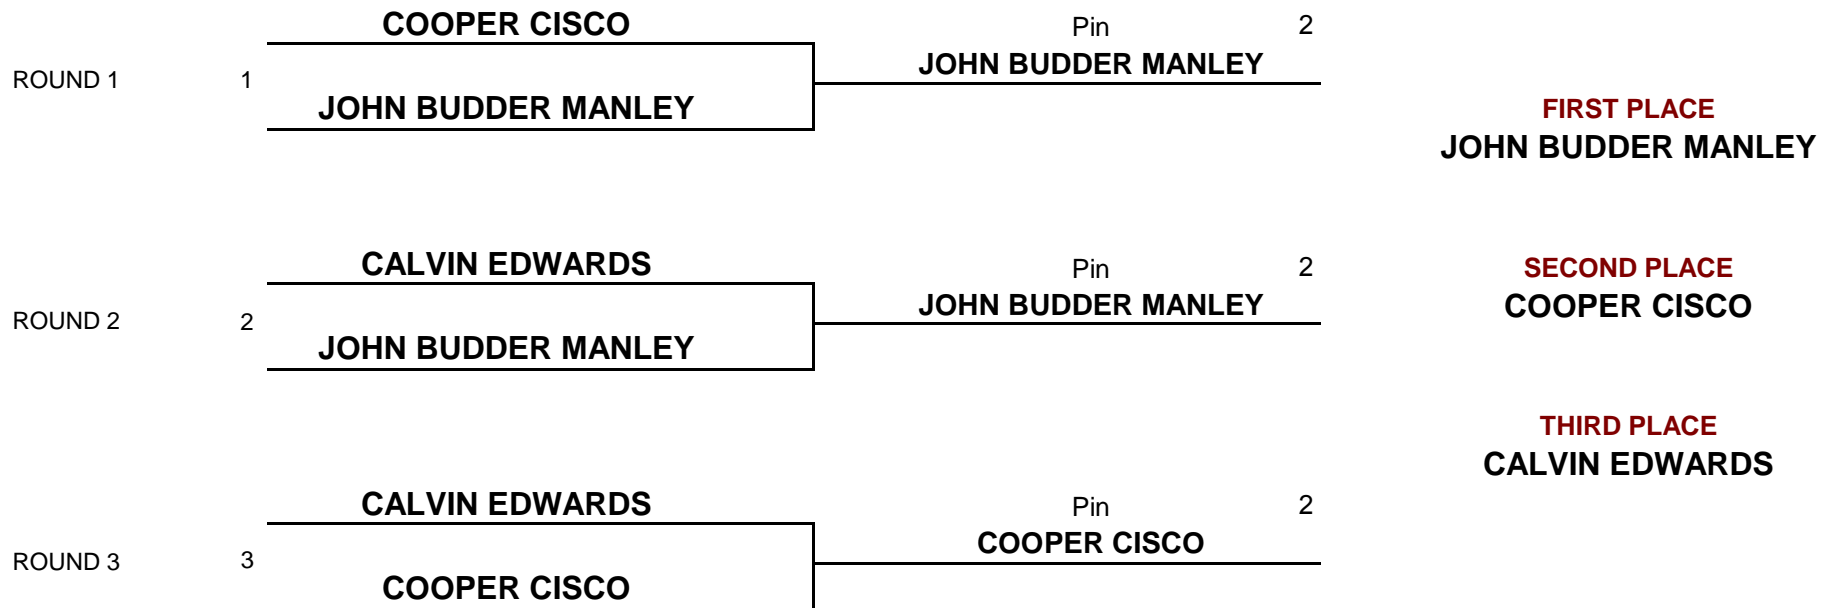 COOPER CISCO
Pin 2
JOHN BUDDER MANLEY
ROUND 1 1
JOHN BUDDER MANLEY
FIRST PLACE
JOHN BUDDER MANLEY
CALVIN EDWARDS
Pin 2
JOHN BUDDER MANLEY
ROUND 2 2
JOHN BUDDER MANLEY
SECOND PLACE
COOPER CISCO
THIRD PLACE
CALVIN EDWARDS
CALVIN EDWARDS
Pin 2
COOPER CISCO
ROUND 3 3
COOPER CISCO